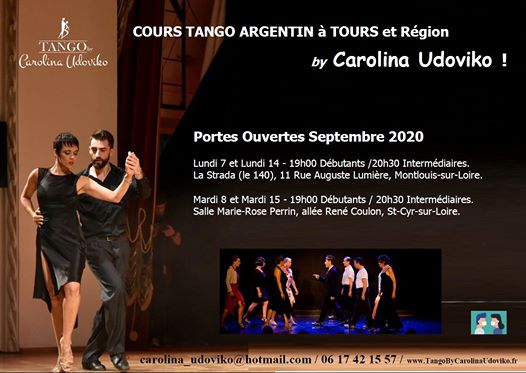 TANGO by
Carolina Udoviko
COURS TANGO ARGENTIN à TOURS et Région
by Carolina Udoviko !
Portes Ouvertes Septembre 2020
Lundi 7 et Lundi 14 - 19h00 Débutants /20h30 Intermédiaires.
La Strada (le 140), 11 Rue Auguste Lumière, Montlouis-sur-Loire.
Mardi 8 et Mardi 15 - 19h00 Débutants / 20h30 Intermédiaires.
Salle Marie-Rose Perrin, allée René Coulon, St-Cyr-sur-Loire.
carolina_udoviko@hotmail.com / 06 17 42 15 57 / www.TangoByCarolinaUdoviko.fr